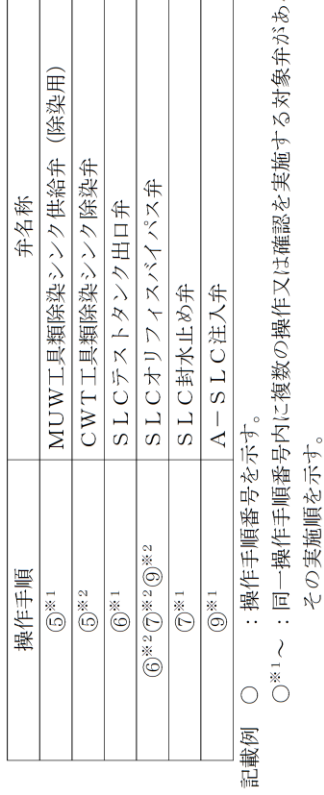 操作手順 弁名称
⑤※1 MUW工具類除染シンク供給弁（除染用）
⑤※2 CWT工具類除染シンク除染弁
⑥※1 SLCテストタンク出口弁
⑥※2⑦※2⑨※2 SLCオリフィスバイパス弁
⑦※1 SLC封水止め弁
⑨※1 A－SLC注入弁
記載例 ○ ：操作手順番号を示す。
○※1～ ：同一操作手順番号内に複数の操作又は確認を実施する対象弁があ
その実施順を示す。